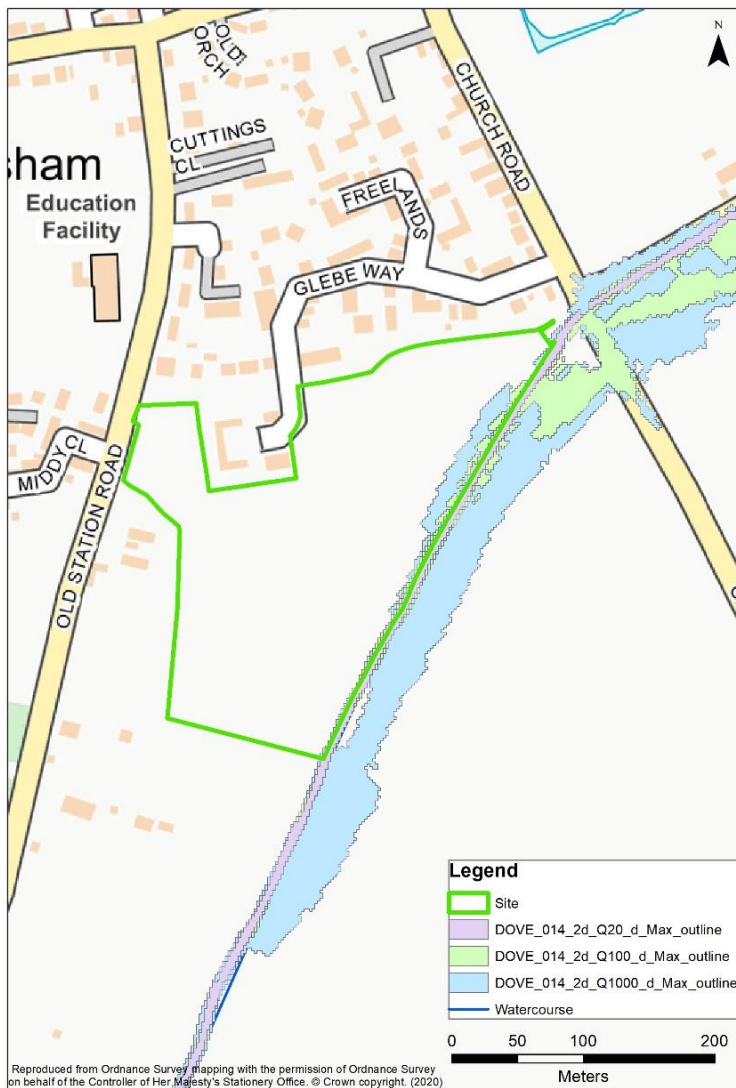 N
OLD
ORCH
CHURCH ROAD
CUTTINGS
CL
sham
Education
Facility
FREELANDS
GLEBE WAY
MIDDY CL
OLD STATION ROAD
Legend
Site
DOVE_014_2d_Q20_d_Max_outline
DOVE_014_2d_Q100_d_Max_outline
DOVE_014_2d_Q1000_d_Max_outline
Watercourse
0 50 100 200
Meters
Reproduced from Ordnance Survey mapping with the permission of Ordnance Survey
on behalf of the Controller of Her Majesty's Stationery Office. © Crown copyright. (2020)